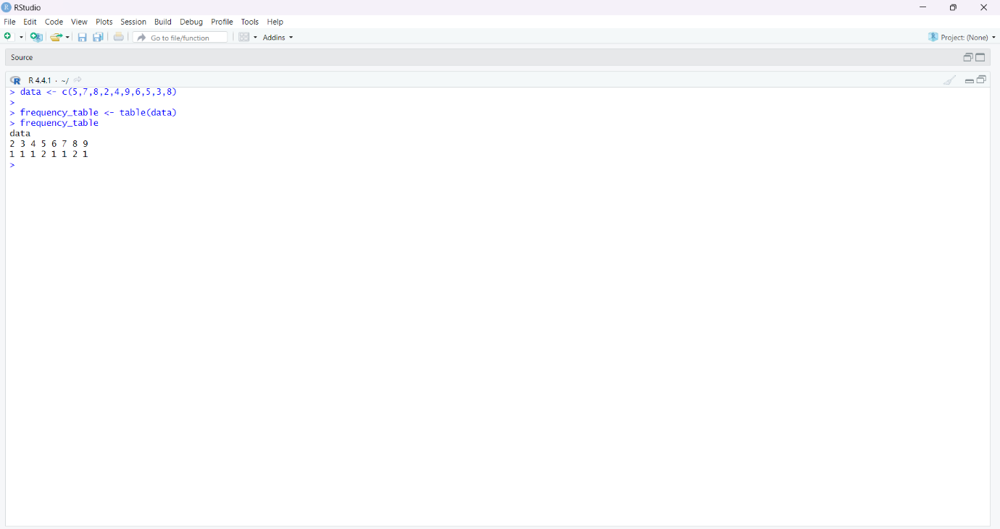 RStudio
File Edit Code View Plots Session Build Debug Profile Tools Help
Go to file/function Addins Project: (None)
Source
R 4.4.1 · ~/
> data <- c(5,7,8,2,4,9,6,5,3,8)
>
> frequency_table <- table(data)
> frequency_table
data
2 3 4 5 6 7 8 9
1 1 1 2 1 1 2 1
>